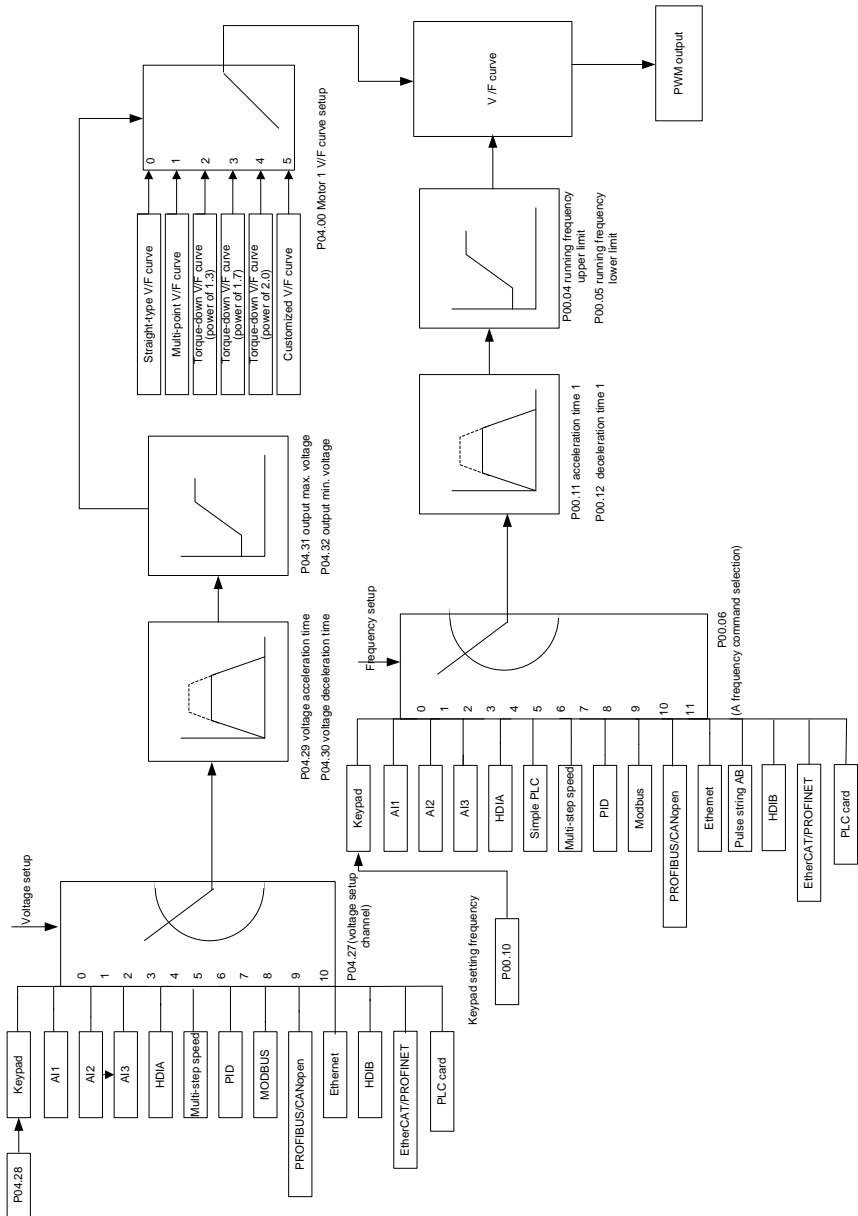 P04.28
Keypad
AI1
AI2
AI3
HDIA
Multi-step speed
PID
MODBUS
PROFIBUS/CANopen
Ethernet
HDIB
EtherCAT/PROFINET
PLC card
Voltage setup
0
1
2
3
4
5
6
7
8
9
10
P04.27(voltage setup
channel)
P04.29 voltage acceleration time
P04.30 voltage deceleration time
P04.31 output max. voltage
P04.32 output min. voltage
Straight-type V/F curve
Multi-point V/F curve
Torque-down V/F curve
(power of 1.3)
Torque-down V/F curve
(power of 1.7)
Torque-down V/F curve
(power of 2.0)
Customized V/F curve
0
1
2
3
4
5
P04.00 Motor 1 V/F curve setup
Keypad setting frequency
P00.10
Keypad
AI1
AI2
AI3
HDIA
Simple PLC
Multi-step speed
PID
Modbus
PROFIBUS/CANopen
Ethernet
Pulse string AB
HDIB
EtherCAT/PROFINET
PLC card
Frequency setup
0
1
2
3
4
5
6
7
8
9
10
11
P00.06
(A frequency command selection)
P00.11 acceleration time 1
P00.12 deceleration time 1
P00.04 running frequency
upper limit
P00.05 running frequency
lower limit
V /F curve
PWM output